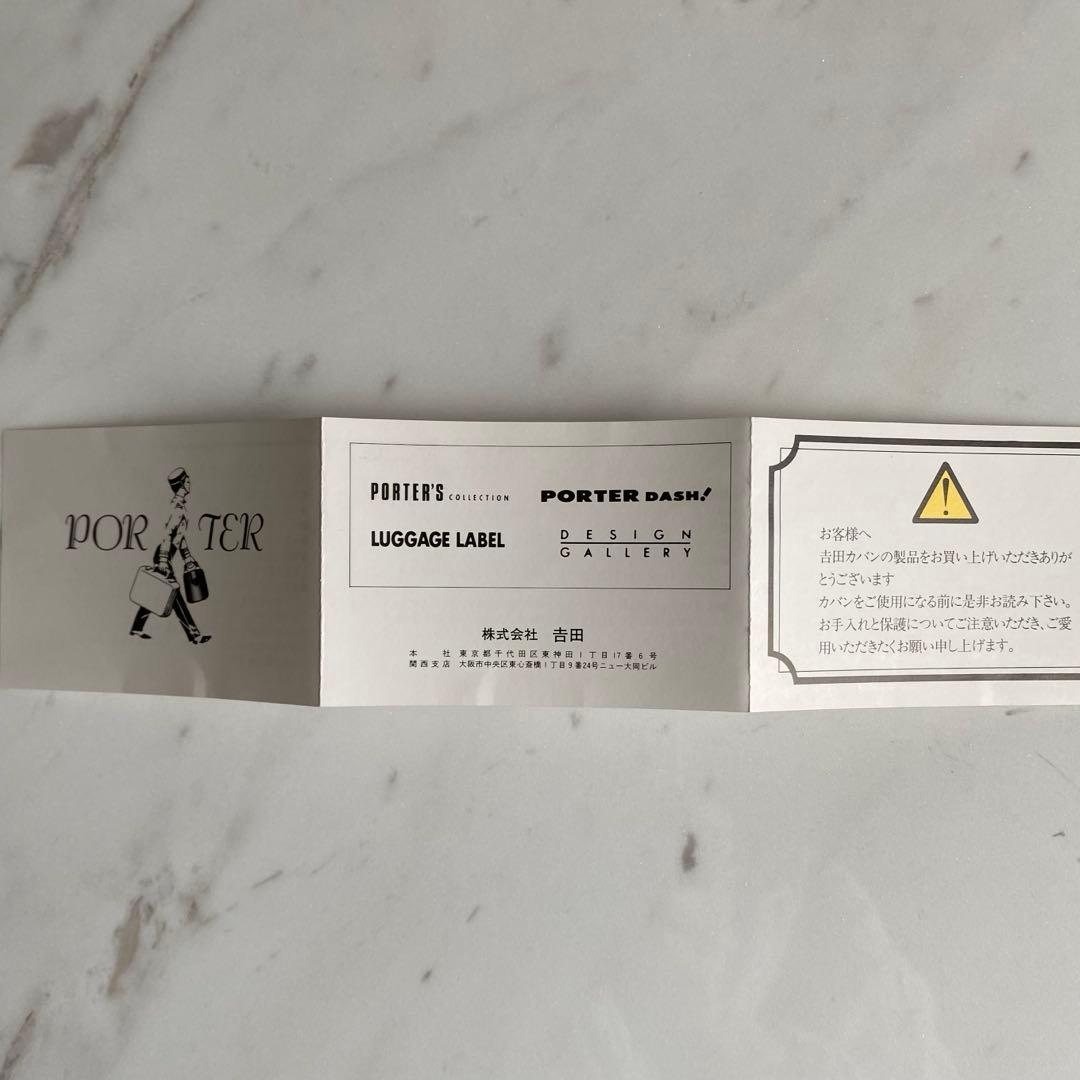 PORTER
PORTER'S COLLECTION
PORTER DASH!
LUGGAGE LABEL
DESIGN
GALLERY
株式会社 𠮷田
本 社 東京都千代田区東神田1丁目17番6号
関西支店 大阪市中央区東心斎橋1丁目9番24号ニュー大同ビル
お客様へ
𠮷田カバンの製品をお買い上げいただきありが
とうございます
カバンをご使用になる前に是非お読み下さい。
お手入れと保護についてご注意いただき、ご愛
用いただきたくお願い申し上げます。